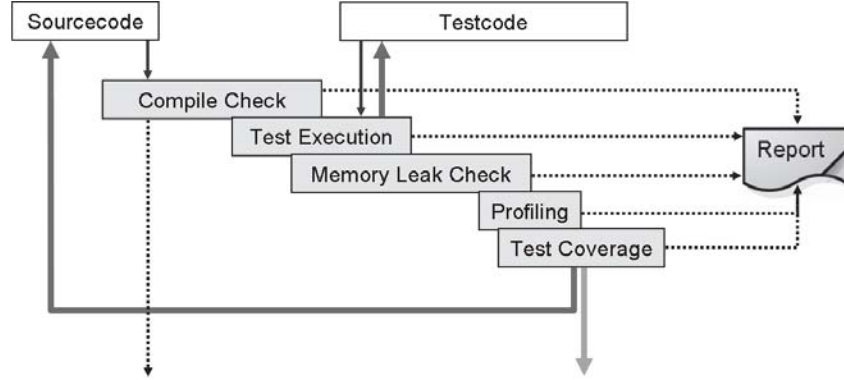 Sourcecode
Testcode
Compile Check
Test Execution
Report
Memory Leak Check
Profiling
Test Coverage